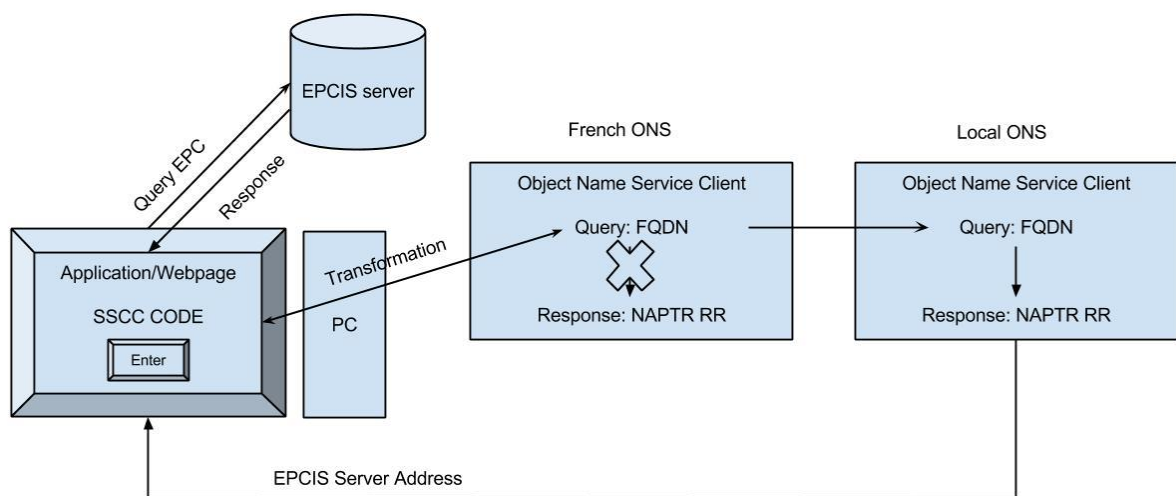 EPCIS server
Query EPC
Response
French ONS
Local ONS
Object Name Service Client
Query: FQDN
Response: NAPTR RR
Object Name Service Client
Query: FQDN
Response: NAPTR RR
Transformation
Application/Webpage
SSCC CODE
Enter
PC
EPCIS Server Address